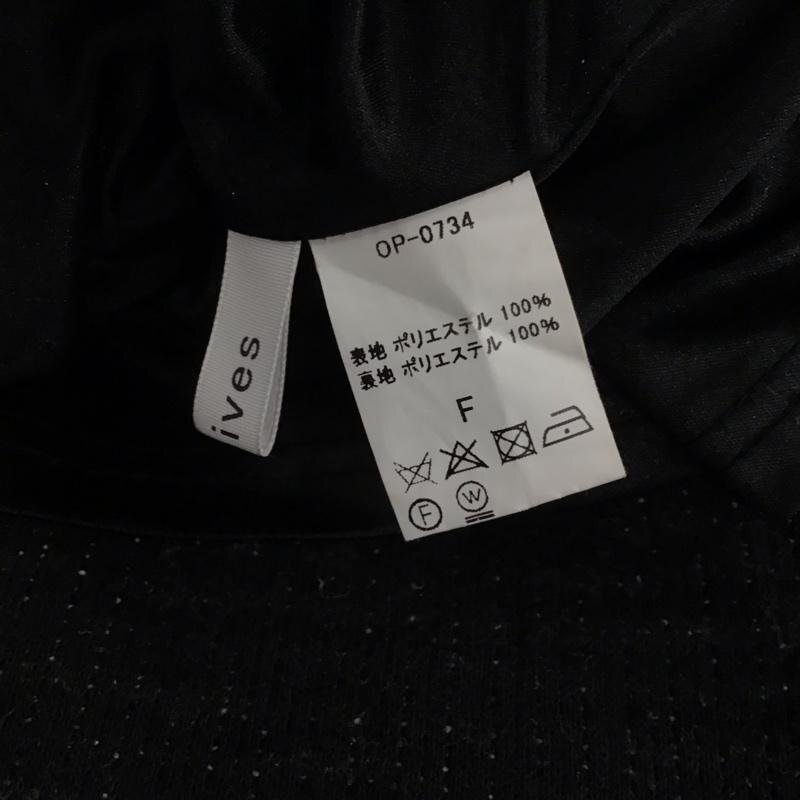 ives
OP-0734
表地 ポリエステル 100%
裏地 ポリエステル 100%
F
F W